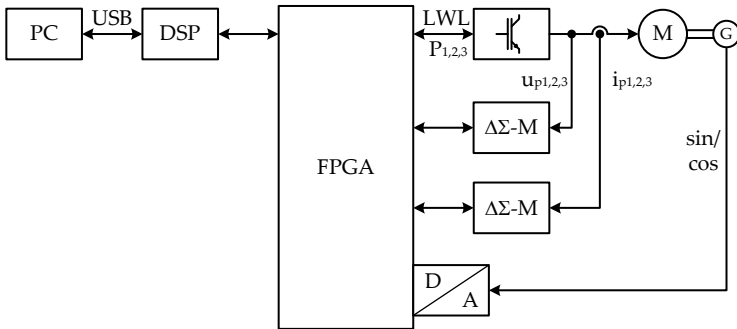 PC
USB
DSP
FPGA
LWL
P1,2,3
M
G
up1,2,3
ip1,2,3
ΔΣ-M
ΔΣ-M
sin/
cos
D
A